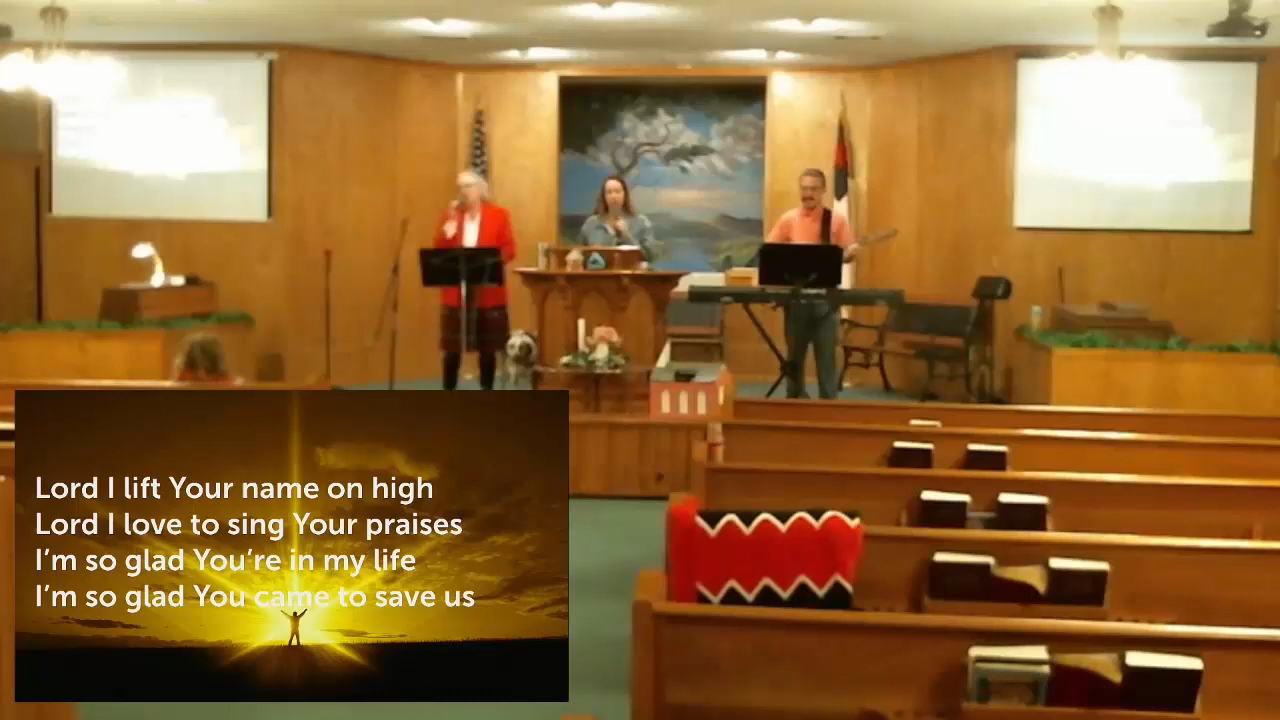 Lord I lift Your name on high
Lord I love to sing Your praises
I'm so glad You're in my life
I'm so glad You came to save us